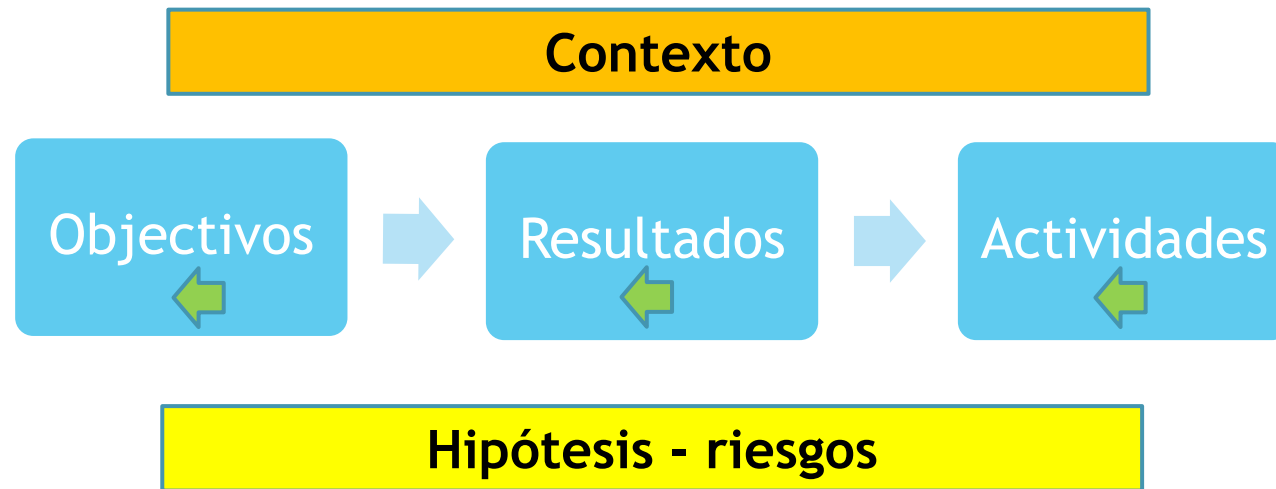 Contexto
Objectivos
Resultados
Actividades
Hipótesis - riesgos